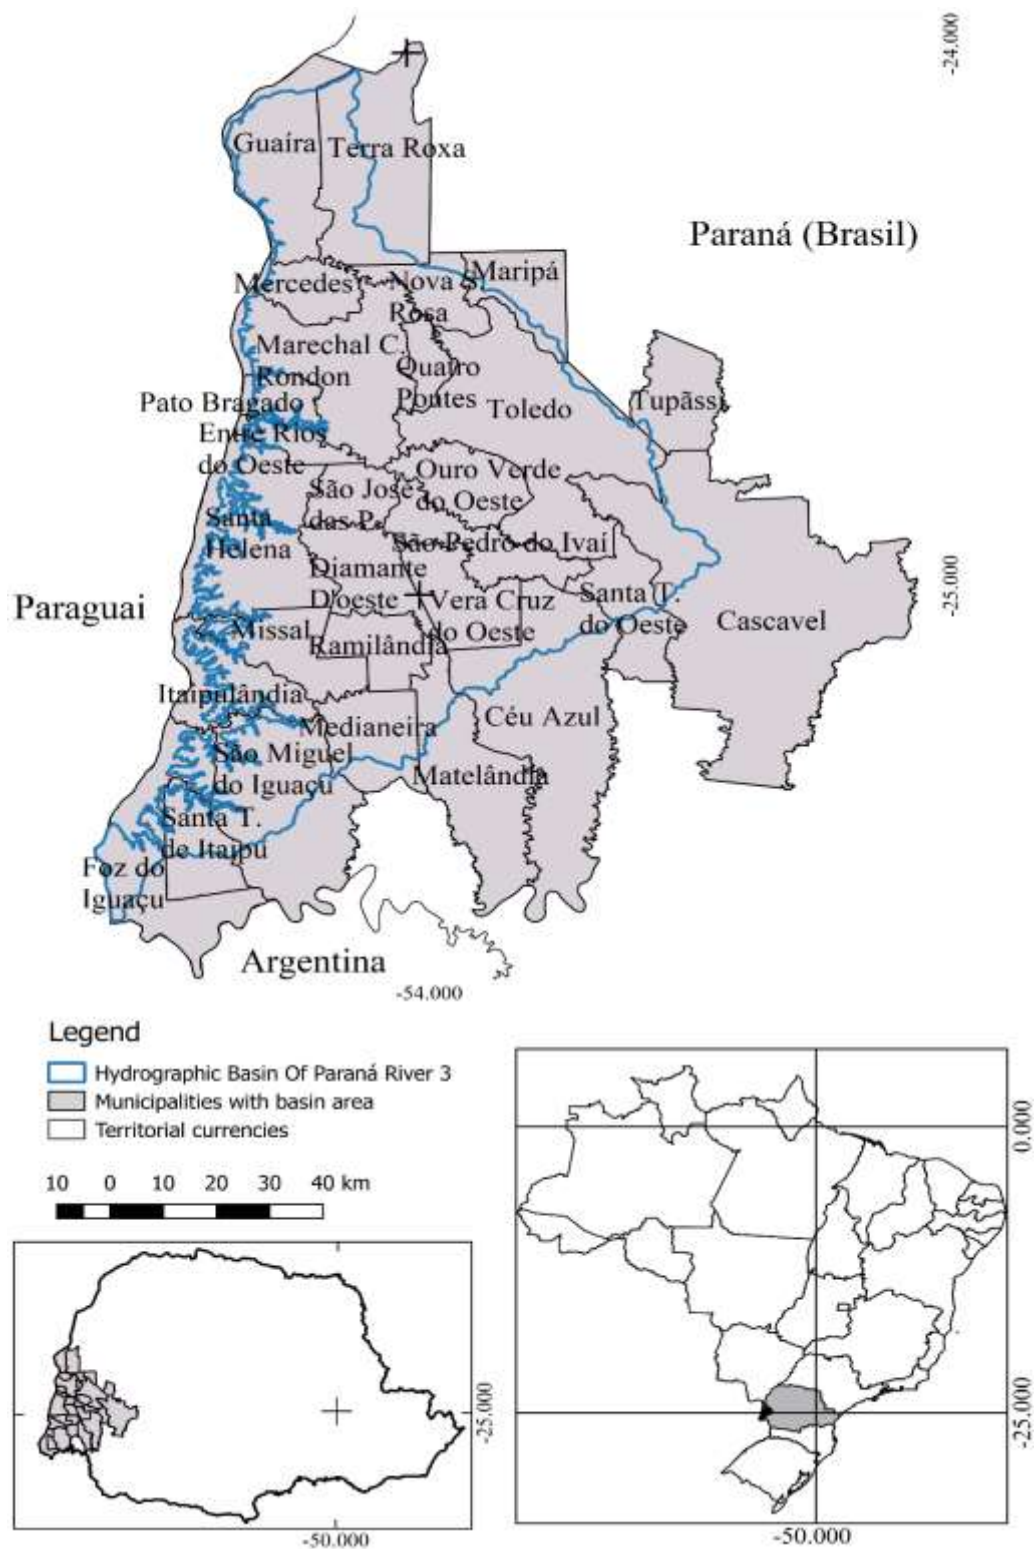 -24.000
Guaíra
Terra Roxa
Paraná (Brasil)
Mercedes
Nova S.
Rosa
Maripá
Marechal C.
Rondon
Quatro
Pontes
Toledo
Tupãssi
Pato Bragado
Entre Rios
do Oeste
Ouro Verde
do Oeste
São José
das P.
Santa
Helena
São Pedro do Ivaí
Diamante
D'oeste
Santa T.
do Oeste
-25.000
Paraguai
Vera Cruz
do Oeste
Cascavel
Missal
Ramilândia
Itaipulândia
Medianeira
Céu Azul
São Miguel
do Iguaçu
Matelândia
Santa T.
de Itaipu
Foz do
Iguaçu
Argentina
-54.000
Legend
Hydrographic Basin Of Paraná River 3
Municipalities with basin area
Territorial currencies
10 0 10 20 30 40 km
-25.000
-50.000
0.000
-25.000
-50.000